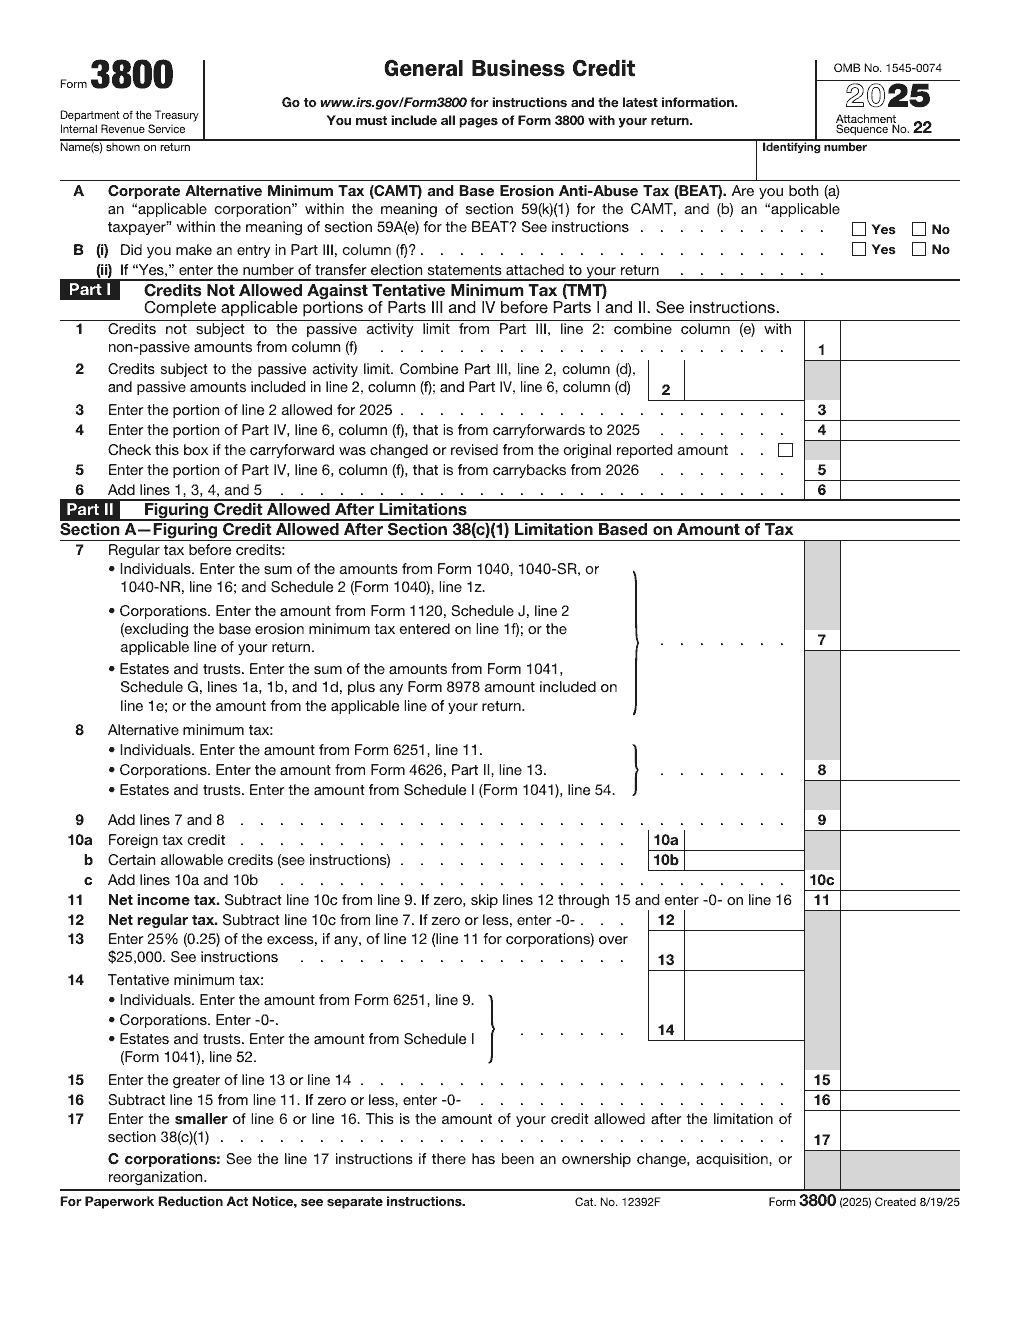 Form 3800
Department of the Treasury
Internal Revenue Service
General Business Credit
Go to www.irs.gov/Form3800 for instructions and the latest information.
You must include all pages of Form 3800 with your return.
OMB No. 1545-0074
2025
Attachment
Sequence No. 22
Name(s) shown on return
Identifying number
A Corporate Alternative Minimum Tax (CAMT) and Base Erosion Anti-Abuse Tax (BEAT). Are you both (a)
an “applicable corporation” within the meaning of section 59(k)(1) for the CAMT, and (b) an “applicable
taxpayer” within the meaning of section 59A(e) for the BEAT? See instructions . . . . . . . . . . Yes No
B (i) Did you make an entry in Part III, column (f)? . . . . . . . . . . . . . . . . . . . . . Yes No
(ii) If “Yes,” enter the number of transfer election statements attached to your return . . . . . . . .
Part I Credits Not Allowed Against Tentative Minimum Tax (TMT)
Complete applicable portions of Parts III and IV before Parts I and II. See instructions.
1 Credits not subject to the passive activity limit from Part III, line 2: combine column (e) with
non-passive amounts from column (f) . . . . . . . . . . . . . . . . . . . . . 1
2 Credits subject to the passive activity limit. Combine Part III, line 2, column (d),
and passive amounts included in line 2, column (f); and Part IV, line 6, column (d) 2
3 Enter the portion of line 2 allowed for 2025 . . . . . . . . . . . . . . . . . . . . 3
4 Enter the portion of Part IV, line 6, column (f), that is from carryforwards to 2025 . . . . . . . 4
Check this box if the carryforward was changed or revised from the original reported amount . .
5 Enter the portion of Part IV, line 6, column (f), that is from carrybacks from 2026 . . . . . . . 5
6 Add lines 1, 3, 4, and 5 . . . . . . . . . . . . . . . . . . . . . . . . . . 6
Part II Figuring Credit Allowed After Limitations
Section A—Figuring Credit Allowed After Section 38(c)(1) Limitation Based on Amount of Tax
7 Regular tax before credits:
• Individuals. Enter the sum of the amounts from Form 1040, 1040-SR, or
1040-NR, line 16; and Schedule 2 (Form 1040), line 1z.
• Corporations. Enter the amount from Form 1120, Schedule J, line 2
(excluding the base erosion minimum tax entered on line 1f); or the
applicable line of your return. . . . . . . . 7
• Estates and trusts. Enter the sum of the amounts from Form 1041,
Schedule G, lines 1a, 1b, and 1d, plus any Form 8978 amount included on
line 1e; or the amount from the applicable line of your return.
8 Alternative minimum tax:
• Individuals. Enter the amount from Form 6251, line 11.
• Corporations. Enter the amount from Form 4626, Part II, line 13. . . . . . . . 8
• Estates and trusts. Enter the amount from Schedule I (Form 1041), line 54.
9 Add lines 7 and 8 . . . . . . . . . . . . . . . . . . . . . . . . . . . . 9
10a Foreign tax credit . . . . . . . . . . . . . . . . . . . . 10a
b Certain allowable credits (see instructions) . . . . . . . . . . . . 10b
c Add lines 10a and 10b . . . . . . . . . . . . . . . . . . . . . . . . . . 10c
11 Net income tax. Subtract line 10c from line 9. If zero, skip lines 12 through 15 and enter -0- on line 16 11
12 Net regular tax. Subtract line 10c from line 7. If zero or less, enter -0- . . . 12
13 Enter 25% (0.25) of the excess, if any, of line 12 (line 11 for corporations) over
$25,000. See instructions . . . . . . . . . . . . . . . . . 13
14 Tentative minimum tax:
• Individuals. Enter the amount from Form 6251, line 9.
• Corporations. Enter -0-. . . . . . . 14
• Estates and trusts. Enter the amount from Schedule I
(Form 1041), line 52.
15 Enter the greater of line 13 or line 14 . . . . . . . . . . . . . . . . . . . . . . 15
16 Subtract line 15 from line 11. If zero or less, enter -0- . . . . . . . . . . . . . . . . 16
17 Enter the smaller of line 6 or line 16. This is the amount of your credit allowed after the limitation of
section 38(c)(1) . . . . . . . . . . . . . . . . . . . . . . . . . . . . . 17
C corporations: See the line 17 instructions if there has been an ownership change, acquisition, or
reorganization.
For Paperwork Reduction Act Notice, see separate instructions. Cat. No. 12392F Form 3800 (2025) Created 8/19/25